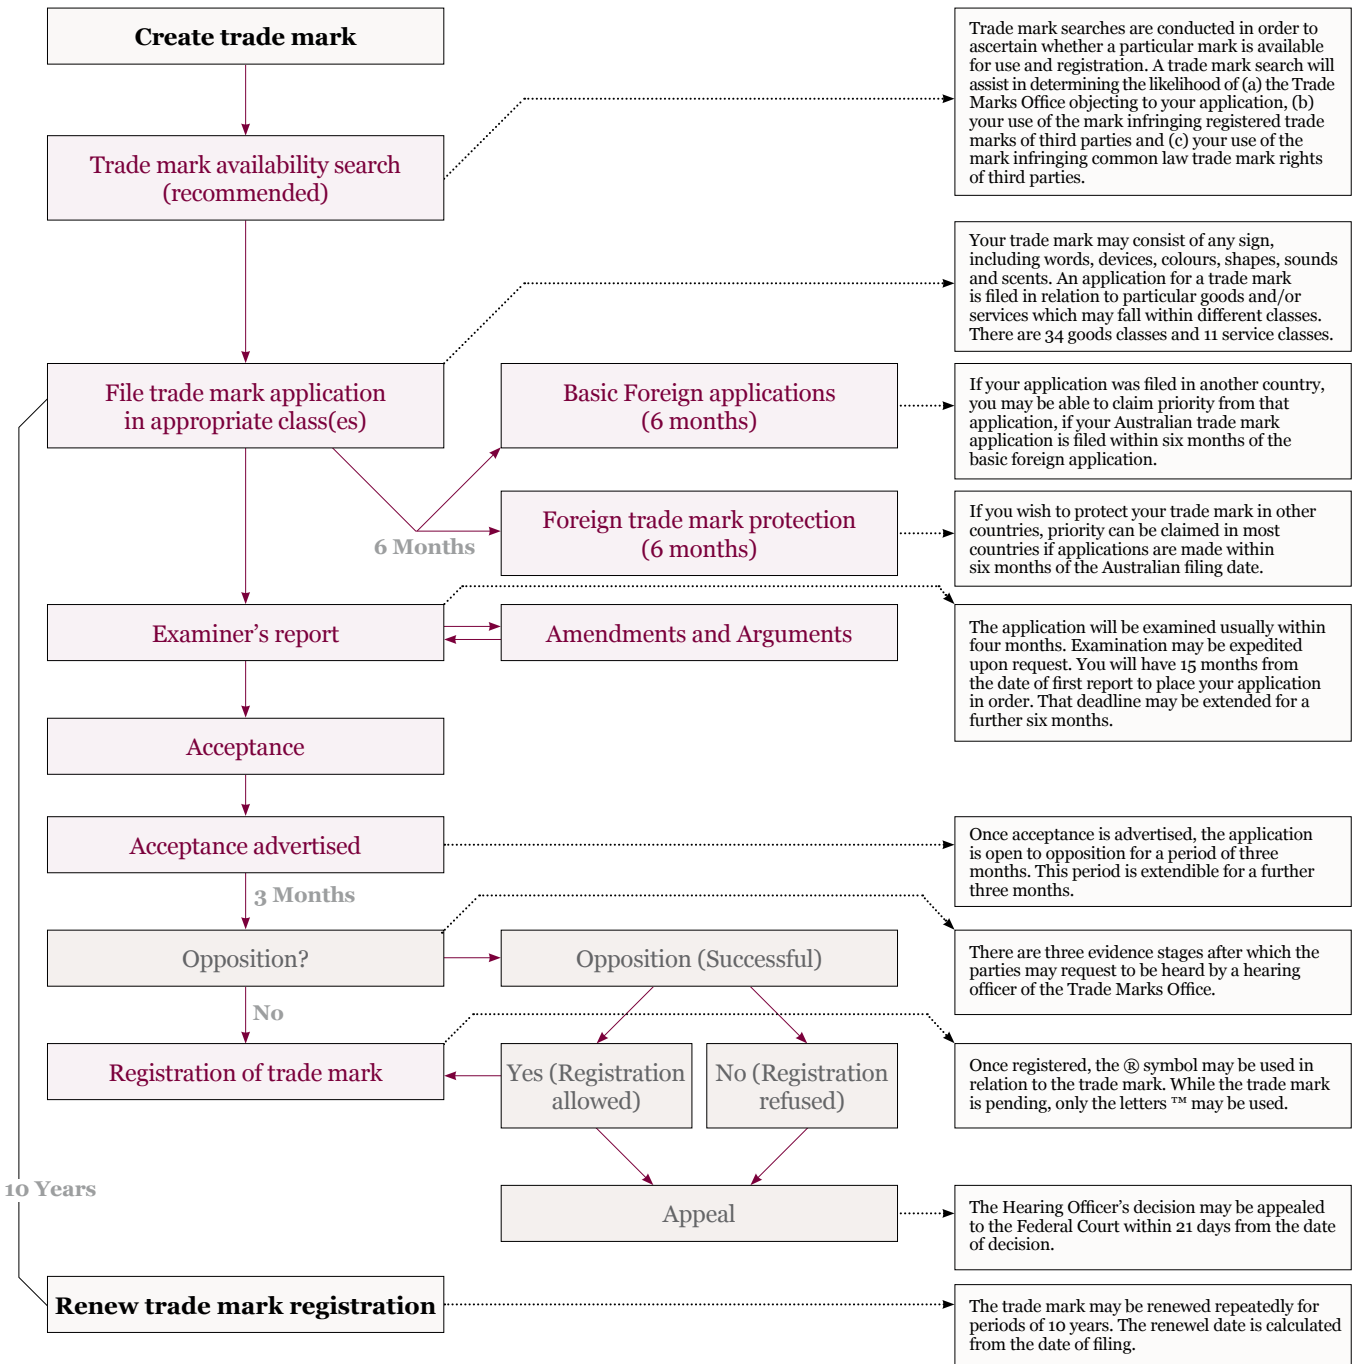 Create trade mark
Trade mark searches are conducted in order to
ascertain whether a particular mark is available
for use and registration. A trade mark search will
assist in determining the likelihood of (a) the Trade
Marks Office objecting to your application, (b)
your use of the mark infringing registered trade
marks of third parties and (c) your use of the
mark infringing common law trade mark rights
of third parties.
Trade mark availability search
(recommended)
Your trade mark may consist of any sign,
including words, devices, colours, shapes, sounds
and scents. An application for a trade mark
is filed in relation to particular goods and/or
services which may fall within different classes.
There are 34 goods classes and 11 service classes.
File trade mark application
in appropriate class(es)
Basic Foreign applications
(6 months)
If your application was filed in another country,
you may be able to claim priority from that
application, if your Australian trade mark
application is filed within six months of the
basic foreign application.
6 Months
Foreign trade mark protection
(6 months)
If you wish to protect your trade mark in other
countries, priority can be claimed in most
countries if applications are made within
six months of the Australian filing date.
Examiner's report
Amendments and Arguments
The application will be examined usually within
four months. Examination may be expedited
upon request. You will have 15 months from
the date of first report to place your application
in order. That deadline may be extended for a
further six months.
Acceptance
Acceptance advertised
Once acceptance is advertised, the application
is open to opposition for a period of three
months. This period is extendible for a further
three months.
3 Months
Opposition?
Opposition (Successful)
There are three evidence stages after which the
parties may request to be heard by a hearing
officer of the Trade Marks Office.
No
Registration of trade mark
Yes (Registration
allowed)
No (Registration
refused)
Once registered, the ® symbol may be used in
relation to the trade mark. While the trade mark
is pending, only the letters ™ may be used.
10 Years
Appeal
The Hearing Officer's decision may be appealed
to the Federal Court within 21 days from the date
of decision.
Renew trade mark registration
The trade mark may be renewed repeatedly for
periods of 10 years. The renewel date is calculated
from the date of filing.